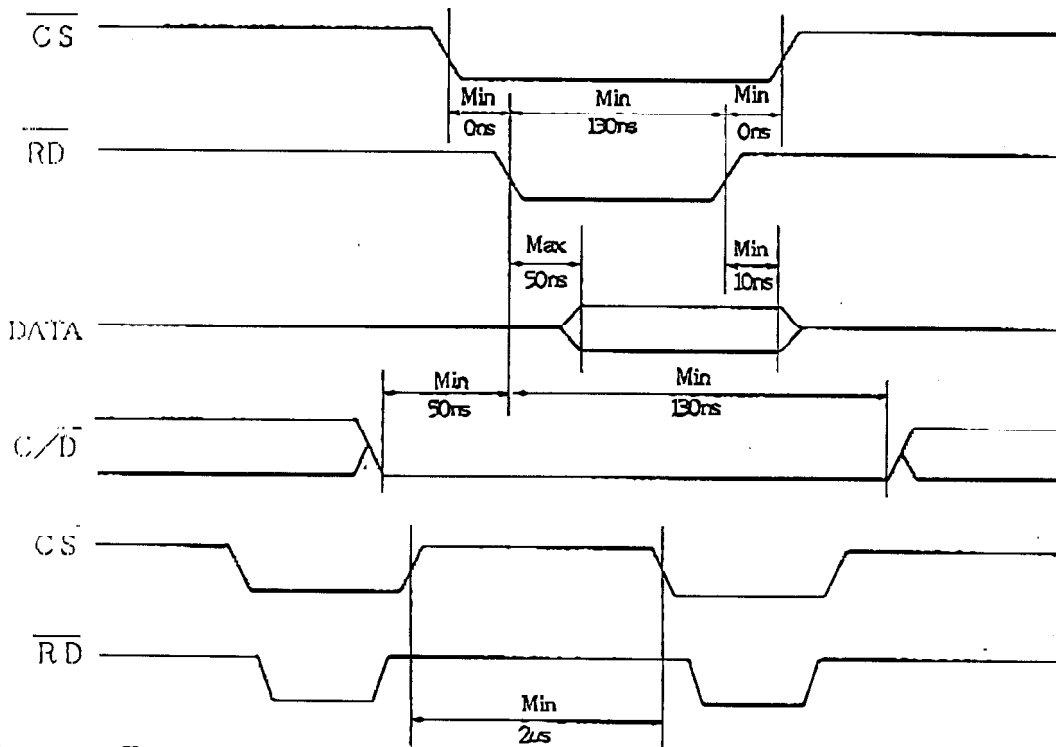 CS
Min Min Min
0ns 130ns 0ns
RD
Max Min
50ns 10ns
DATA
Min Min
50ns 130ns
C/D
CS
RD
Min
2us